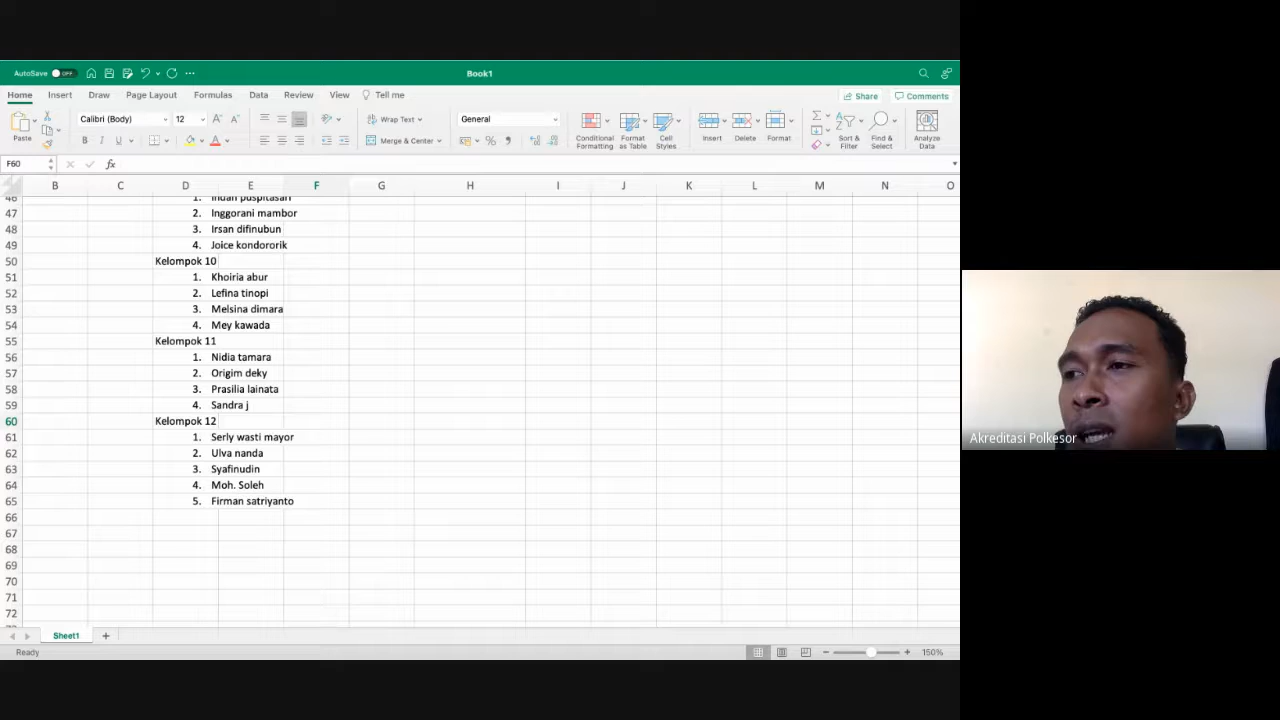 AutoSave OFF
Book1
Home Insert Draw Page Layout Formulas Data Review View Tell me
Share Comments
Paste
Calibri (Body) 12
Wrap Text
Merge & Center
General
Conditional Formatting
Format as Table
Cell Styles
Insert
Delete
Format
Sort & Filter
Find & Select
Analyze Data
F60 fx
B C D E F G H I J K L M N O
46 1. Indah puspitasari
47 2. Inggorani mambor
48 3. Irsan difinubun
49 4. Joice kondororik
50 Kelompok 10
51 1. Khoiria abur
52 2. Lefina tinopi
53 3. Melsina dimara
54 4. Mey kawada
55 Kelompok 11
56 1. Nidia tamara
57 2. Origim deky
58 3. Prasilia lainata
59 4. Sandra j
60 Kelompok 12
61 1. Serly wasti mayor
62 2. Ulva nanda
63 3. Syafinudin
64 4. Moh. Soleh
65 5. Firman satriyanto
66
67
68
69
70
71
72
Sheet1
Ready
150%
Akreditasi Polkesor